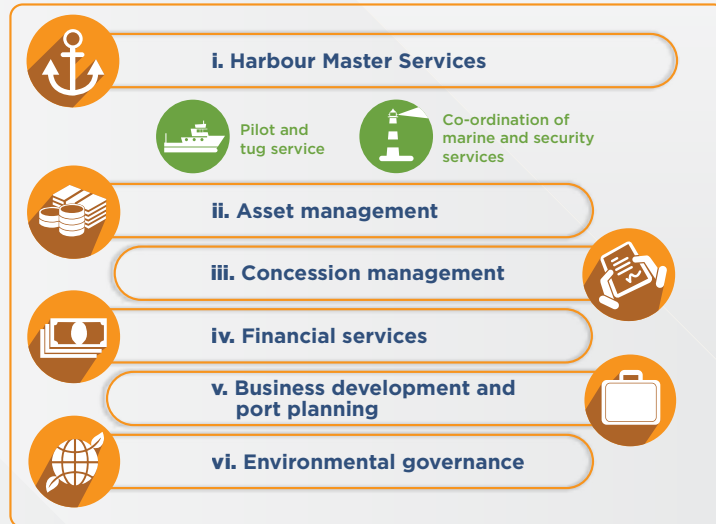 i. Harbour Master Services
Pilot and
tug service
Co-ordination of
marine and security
services
ii. Asset management
iii. Concession management
iv. Financial services
v. Business development and
port planning
vi. Environmental governance